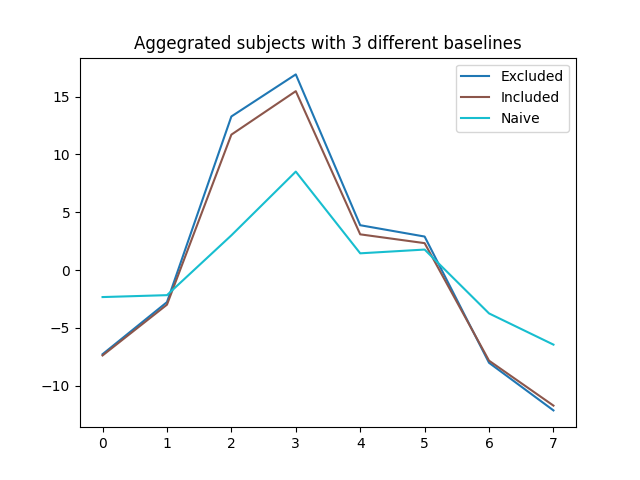 Aggegrated subjects with 3 different baselines
Excluded
Included
Naive
15
10
5
0
−5
−10
0 1 2 3 4 5 6 7